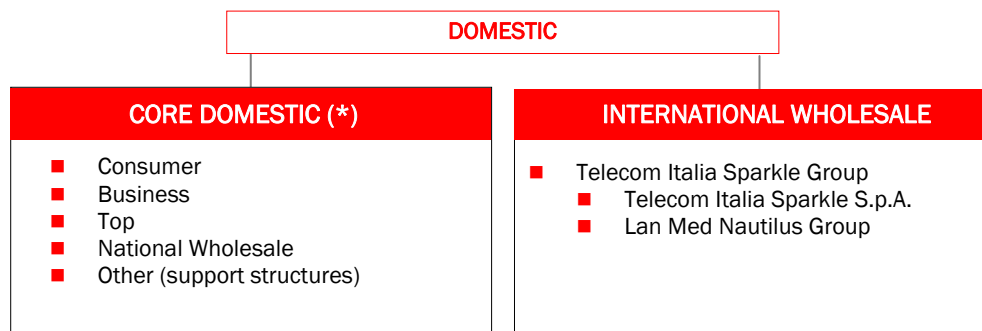 DOMESTIC
CORE DOMESTIC (*)
Consumer
Business
Top
National Wholesale
Other (support structures)
INTERNATIONAL WHOLESALE
Telecom Italia Sparkle Group
Telecom Italia Sparkle S.p.A.
Lan Med Nautilus Group